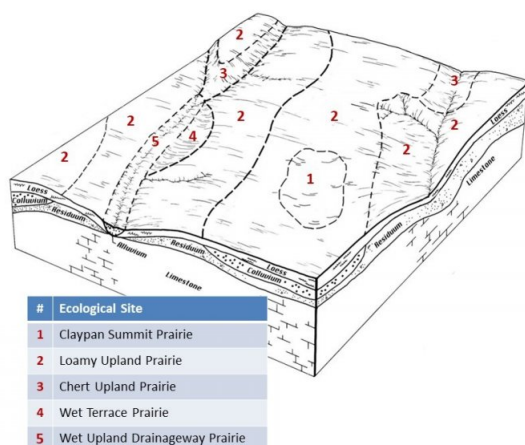 2
3
3
2
2
2
2
5
4
2
2
2
1
Loess
Colluvium
Residuum
Alluvium
Residuum
Limestone
Loess
Colluvium
Residuum
Limestone
# Ecological Site
1 Claypan Summit Prairie
2 Loamy Upland Prairie
3 Chert Upland Prairie
4 Wet Terrace Prairie
5 Wet Upland Drainageway Prairie